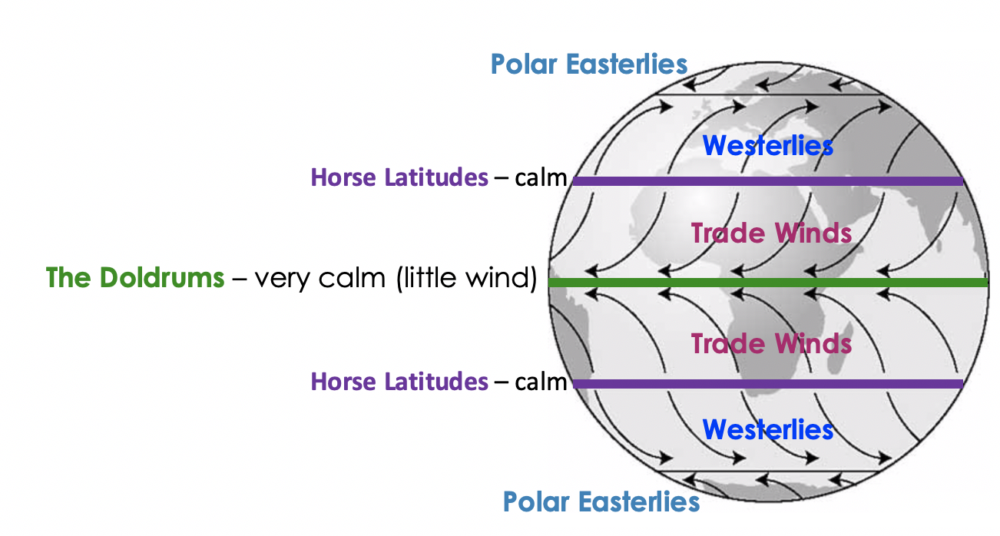 Polar Easterlies
Westerlies
Horse Latitudes – calm
Trade Winds
The Doldrums – very calm (little wind)
Trade Winds
Horse Latitudes – calm
Westerlies
Polar Easterlies